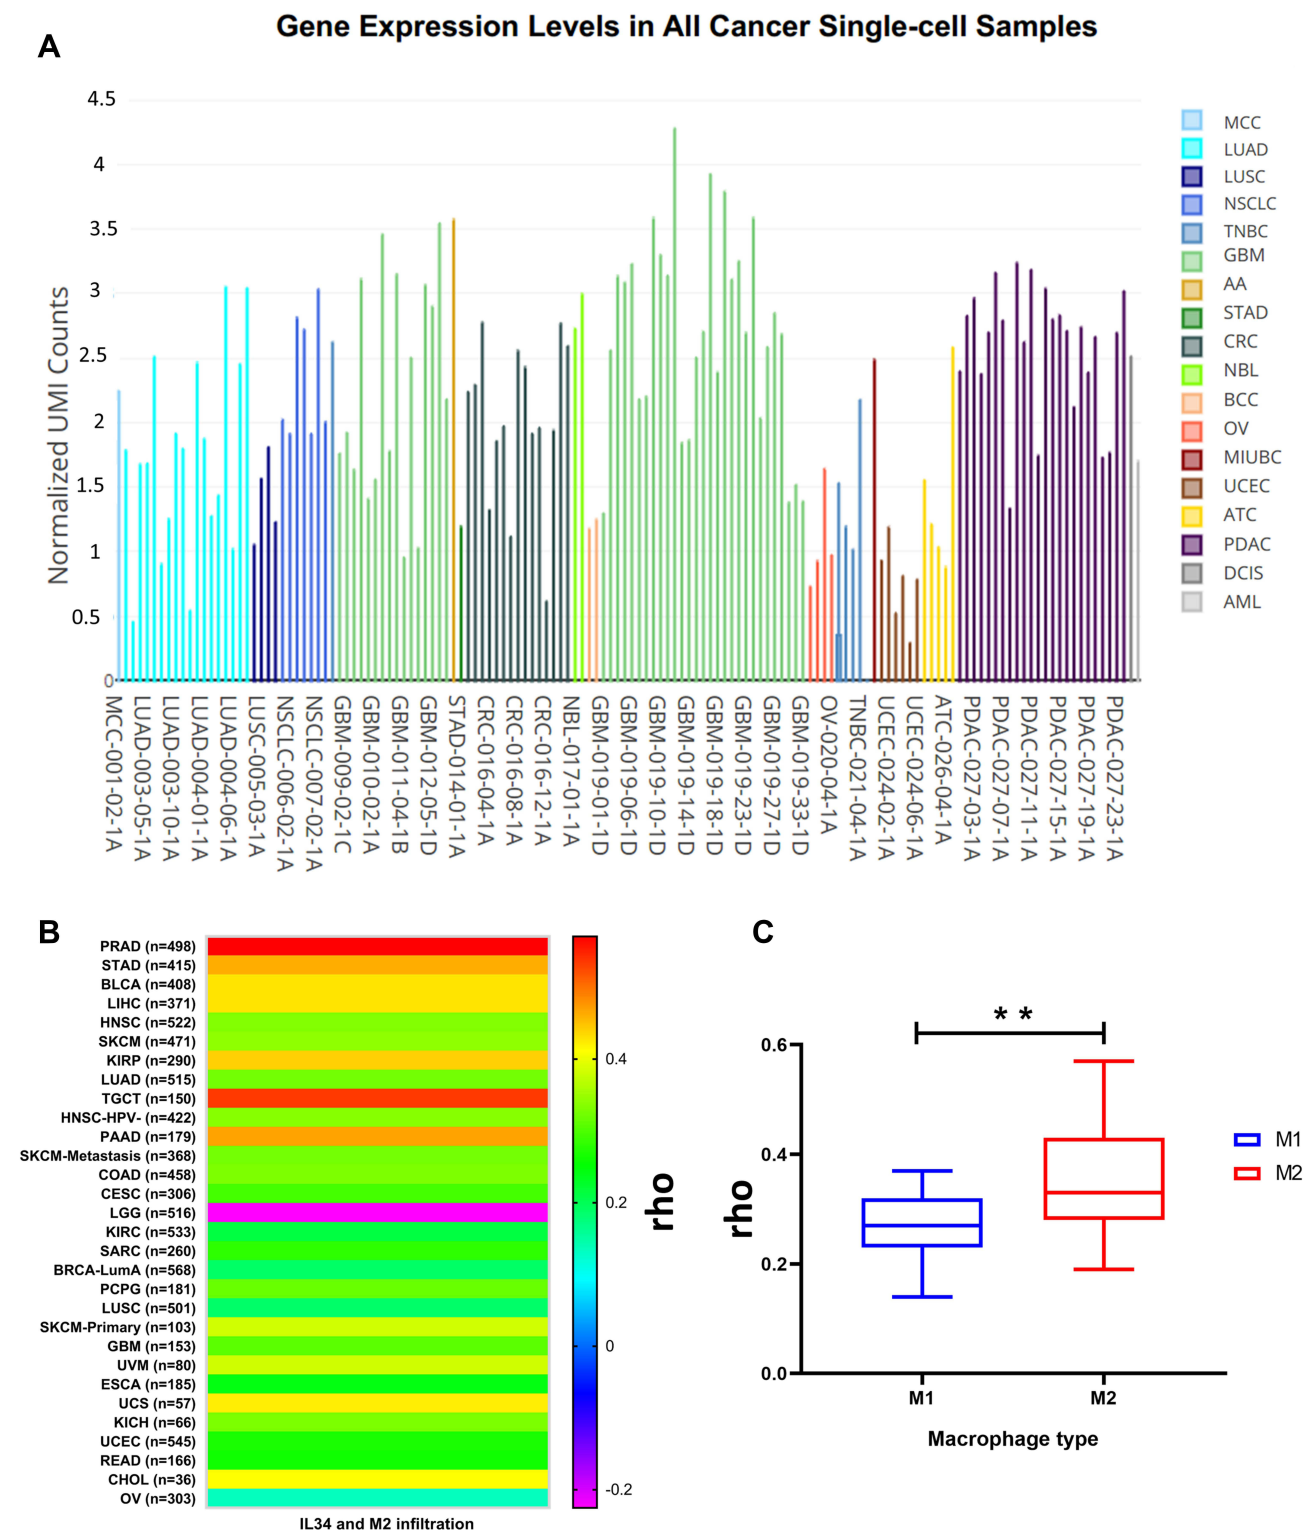 Gene Expression Levels in All Cancer Single-cell Samples
A
Normalized UMI Counts
4.5
4
3.5
3
2.5
2
1.5
1
0.5
0
MCC-001-02-1A
LUAD-003-05-1A
LUAD-003-10-1A
LUAD-004-01-1A
LUAD-004-06-1A
LUSC-005-03-1A
NSCLC-006-02-1A
NSCLC-007-02-1A
GBM-009-02-1C
GBM-010-02-1A
GBM-011-04-1B
GBM-012-05-1D
STAD-014-01-1A
CRC-016-04-1A
CRC-016-08-1A
CRC-016-12-1A
NBL-017-01-1A
GBM-019-01-1D
GBM-019-06-1D
GBM-019-10-1D
GBM-019-14-1D
GBM-019-18-1D
GBM-019-23-1D
GBM-019-27-1D
GBM-019-33-1D
OV-020-04-1A
TNBC-021-04-1A
UCEC-024-02-1A
UCEC-024-06-1A
ATC-026-04-1A
PDAC-027-03-1A
PDAC-027-07-1A
PDAC-027-11-1A
PDAC-027-15-1A
PDAC-027-19-1A
PDAC-027-23-1A
MCC
LUAD
LUSC
NSCLC
TNBC
GBM
AA
STAD
CRC
NBL
BCC
OV
MIUBC
UCEC
ATC
PDAC
DCIS
AML
B
PRAD (n=498)
STAD (n=415)
BLCA (n=408)
LIHC (n=371)
HNSC (n=522)
SKCM (n=471)
KIRP (n=290)
LUAD (n=515)
TGCT (n=150)
HNSC-HPV- (n=422)
PAAD (n=179)
SKCM-Metastasis (n=368)
COAD (n=458)
CESC (n=306)
LGG (n=516)
KIRC (n=533)
SARC (n=260)
BRCA-LumA (n=568)
PCPG (n=181)
LUSC (n=501)
SKCM-Primary (n=103)
GBM (n=153)
UVM (n=80)
ESCA (n=185)
UCS (n=57)
KICH (n=66)
UCEC (n=545)
READ (n=166)
CHOL (n=36)
OV (n=303)
IL34 and M2 infiltration
0.4
0.2
0
-0.2
rho
C
* *
rho
0.6
0.4
0.2
0.0
M1
M2
Macrophage type
M1
M2